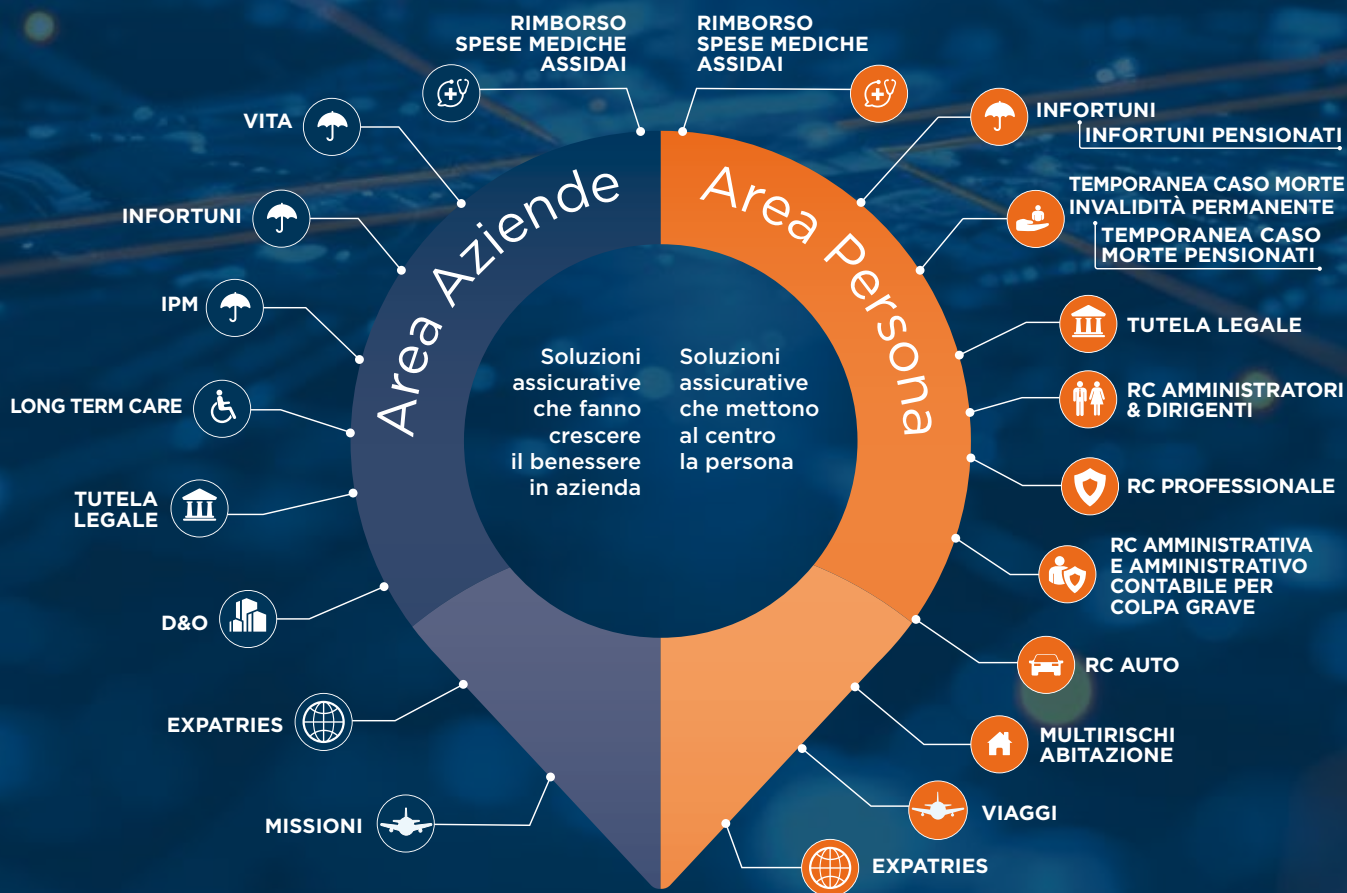 RIMBORSO
SPESE MEDICHE
ASSIDAI
VITA
INFORTUNI
IPM
LONG TERM CARE
TUTELA
LEGALE
D&O
EXPATRIES
MISSIONI
Area Aziende
Soluzioni
assicurative
che fanno
crescere
il benessere
in azienda
Area Persona
Soluzioni
assicurative
che mettono
al centro
la persona
RIMBORSO
SPESE MEDICHE
ASSIDAI
INFORTUNI
INFORTUNI PENSIONATI
TEMPORANEA CASO MORTE
INVALIDITÀ PERMANENTE
TEMPORANEA CASO
MORTE PENSIONATI
TUTELA LEGALE
RC AMMINISTRATORI
& DIRIGENTI
RC PROFESSIONALE
RC AMMINISTRATIVA
E AMMINISTRATIVO
CONTABILE PER
COLPA GRAVE
RC AUTO
MULTIRISCHI
ABITAZIONE
VIAGGI
EXPATRIES